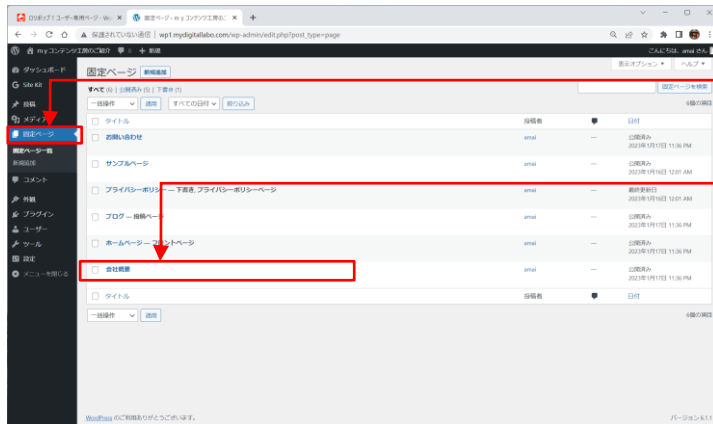 ロリポップ！ユーザー専用ページ - Wo
固定ページ ‹ my コンテンツ工房のご
保護されていない通信 | wp1.mydigitallabo.com/wp-admin/edit.php?post_type=page
my コンテンツ工房のご紹介 0 + 新規
こんにちは、amai さん
ダッシュボード
Site Kit
投稿
メディア
固定ページ
固定ページ一覧
新規追加
コメント
外観
プラグイン
ユーザー
ツール
設定
メニューを閉じる
表示オプション ▼ ヘルプ ▼
固定ページ 新規追加
すべて (6) | 公開済み (5) | 下書き (1)
固定ページを検索
一括操作 適用 すべての日付 絞り込み
6個の項目
タイトル 投稿者 日付
お問い合わせ amai — 公開済み
2023年1月17日 11:36 PM
サンプルページ amai — 公開済み
2023年1月16日 12:01 AM
プライバシーポリシー — 下書き, プライバシーポリシーページ amai — 最終更新日
2023年1月16日 12:01 AM
ブログ — 投稿ページ amai — 公開済み
2023年1月17日 11:36 PM
ホームページ — フロントページ amai — 公開済み
2023年1月17日 11:36 PM
会社概要 amai — 公開済み
2023年1月17日 11:36 PM
タイトル 投稿者 日付
一括操作 適用
6個の項目
WordPress のご利用ありがとうございます。
バージョン 6.1.1